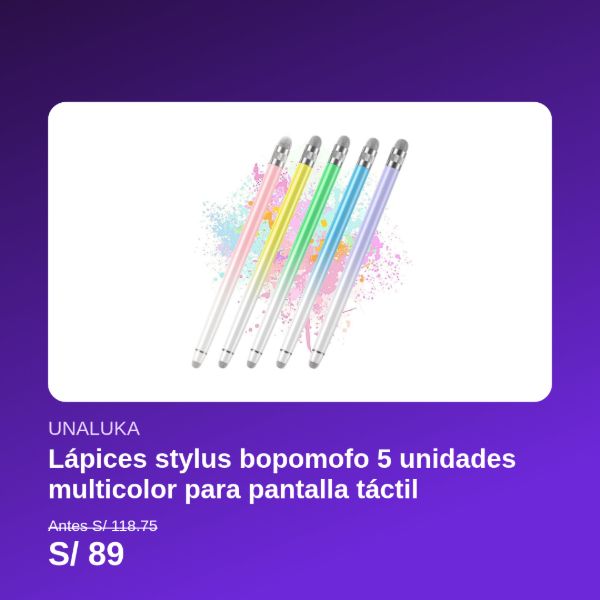 UNALUKA
Lápices stylus bopomofo 5 unidades
multicolor para pantalla táctil
Antes S/ 118.75
S/ 89